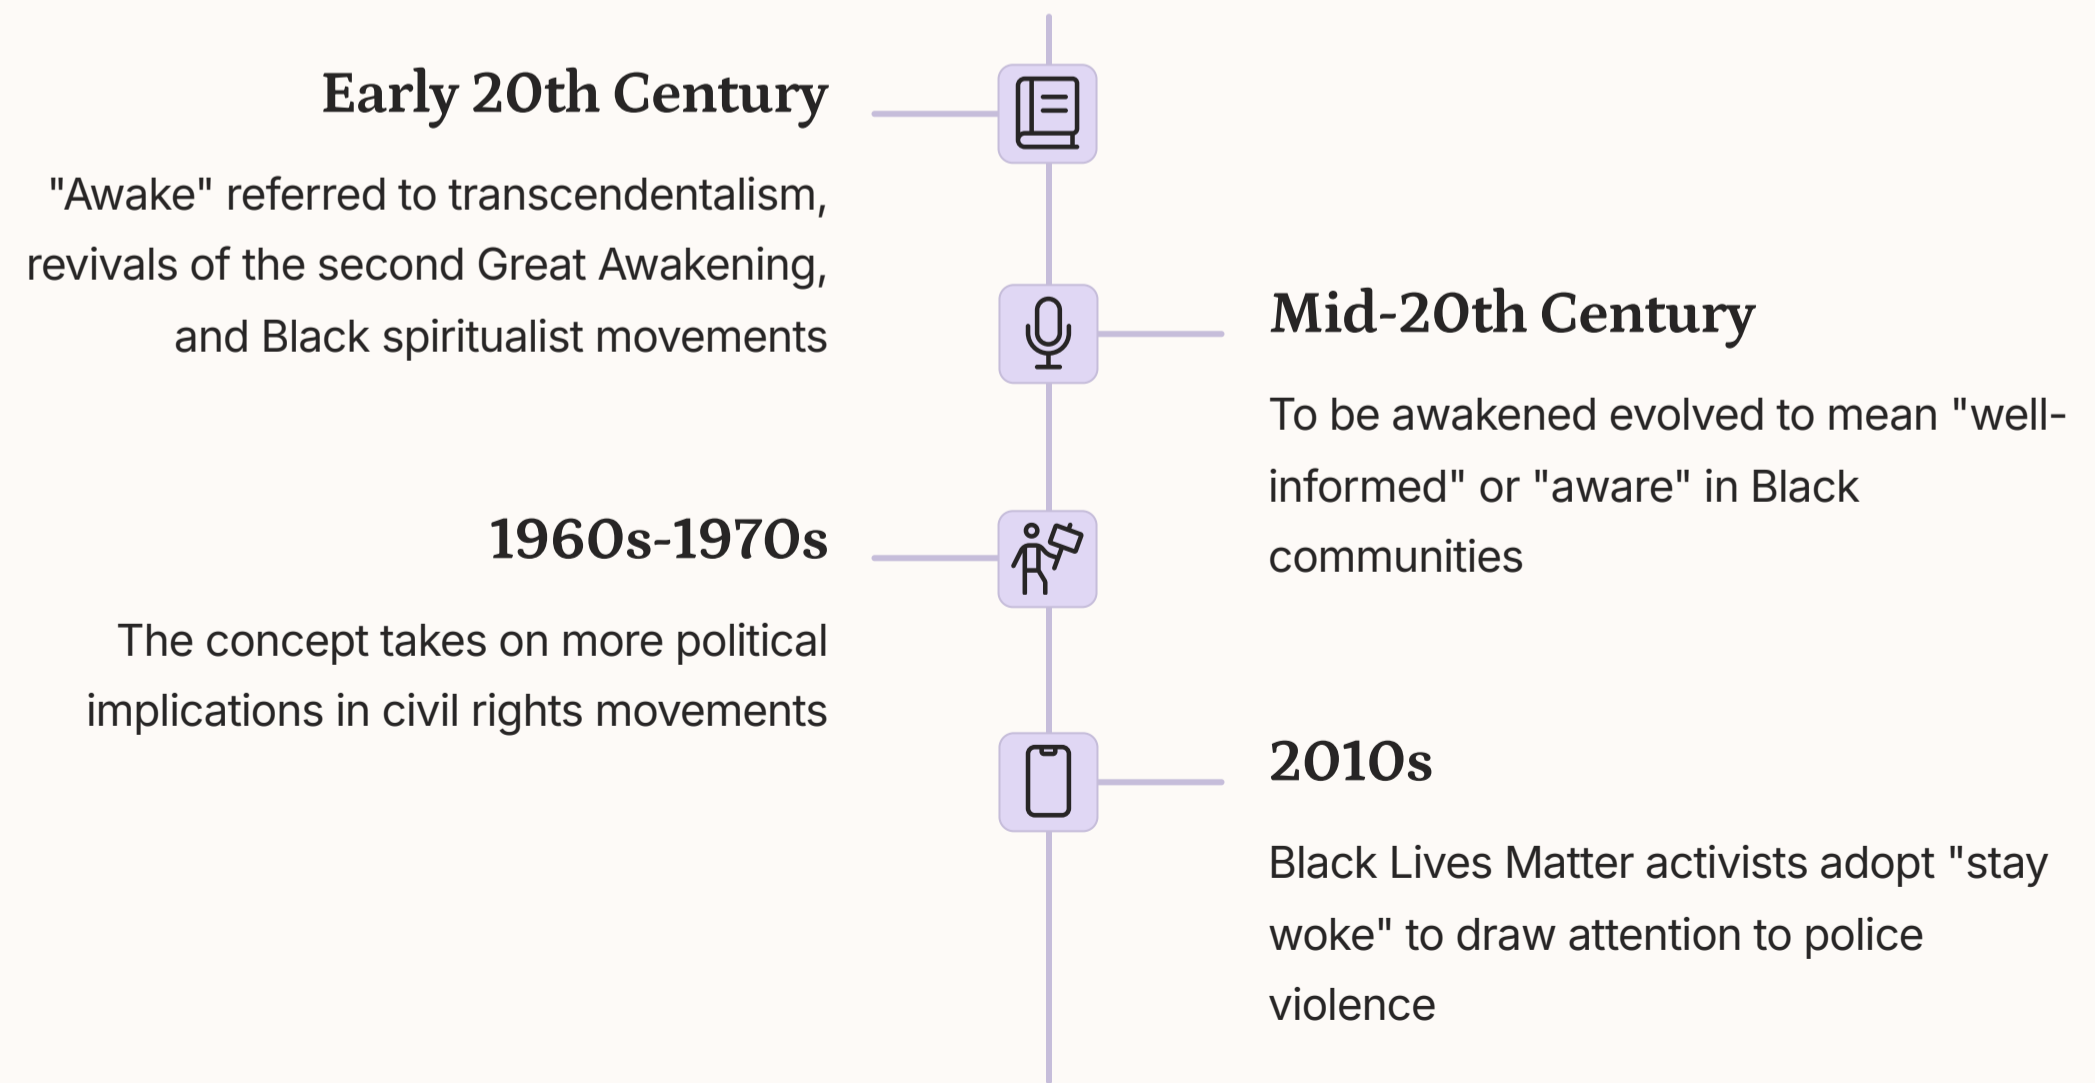 Early 20th Century
"Awake" referred to transcendentalism,
revivals of the second Great Awakening,
and Black spiritualist movements
Mid-20th Century
To be awakened evolved to mean "well-
informed" or "aware" in Black
communities
1960s-1970s
The concept takes on more political
implications in civil rights movements
2010s
Black Lives Matter activists adopt "stay
woke" to draw attention to police
violence